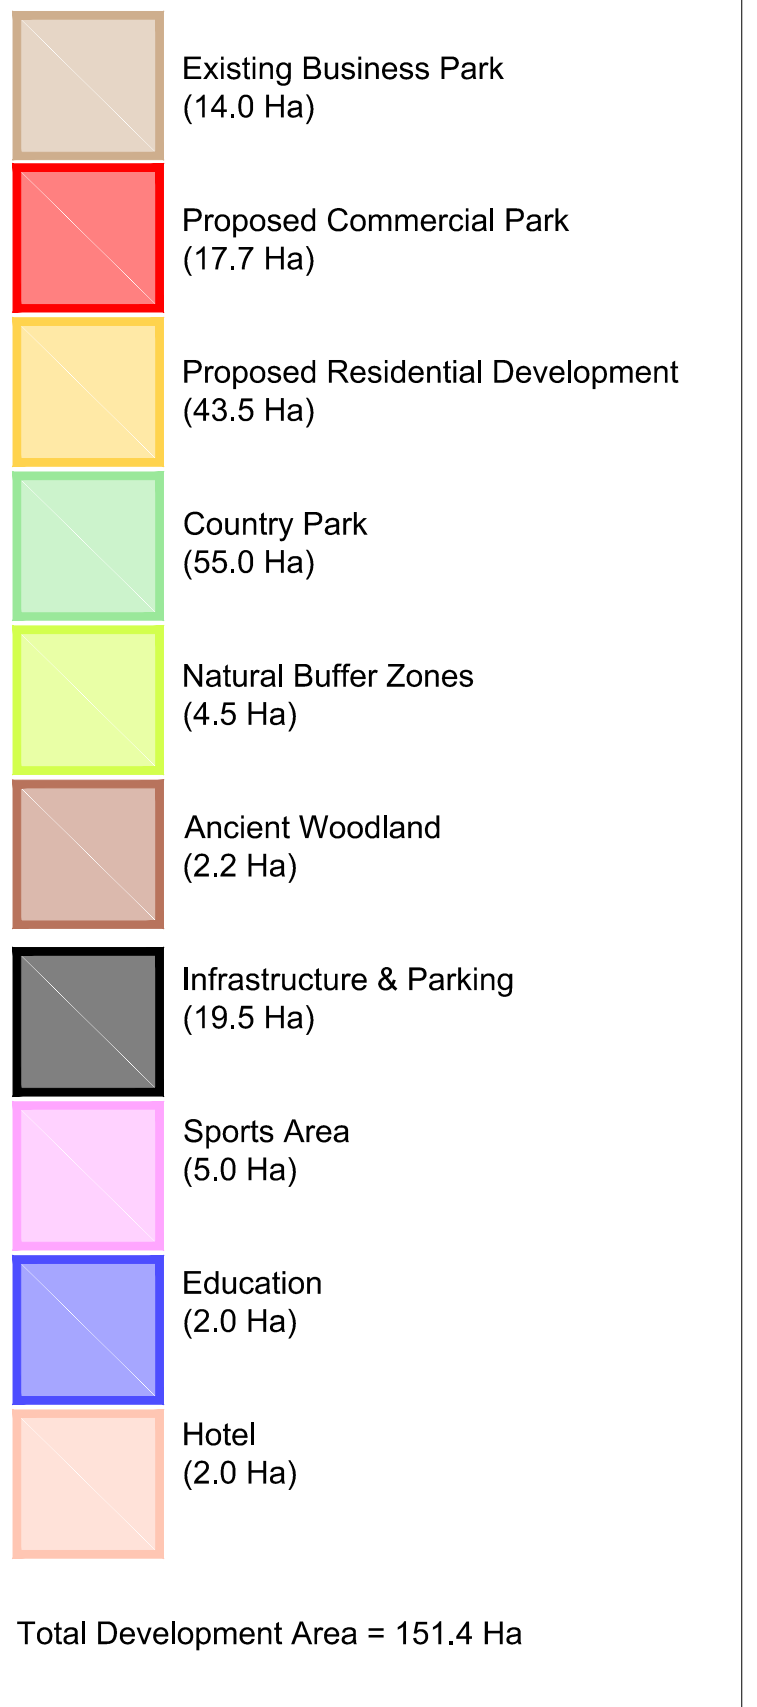 Existing Business Park
(14.0 Ha)
Proposed Commercial Park
(17.7 Ha)
Proposed Residential Development
(43.5 Ha)
Country Park
(55.0 Ha)
Natural Buffer Zones
(4.5 Ha)
Ancient Woodland
(2.2 Ha)
Infrastructure & Parking
(19.5 Ha)
Sports Area
(5.0 Ha)
Education
(2.0 Ha)
Hotel
(2.0 Ha)
Total Development Area = 151.4 Ha